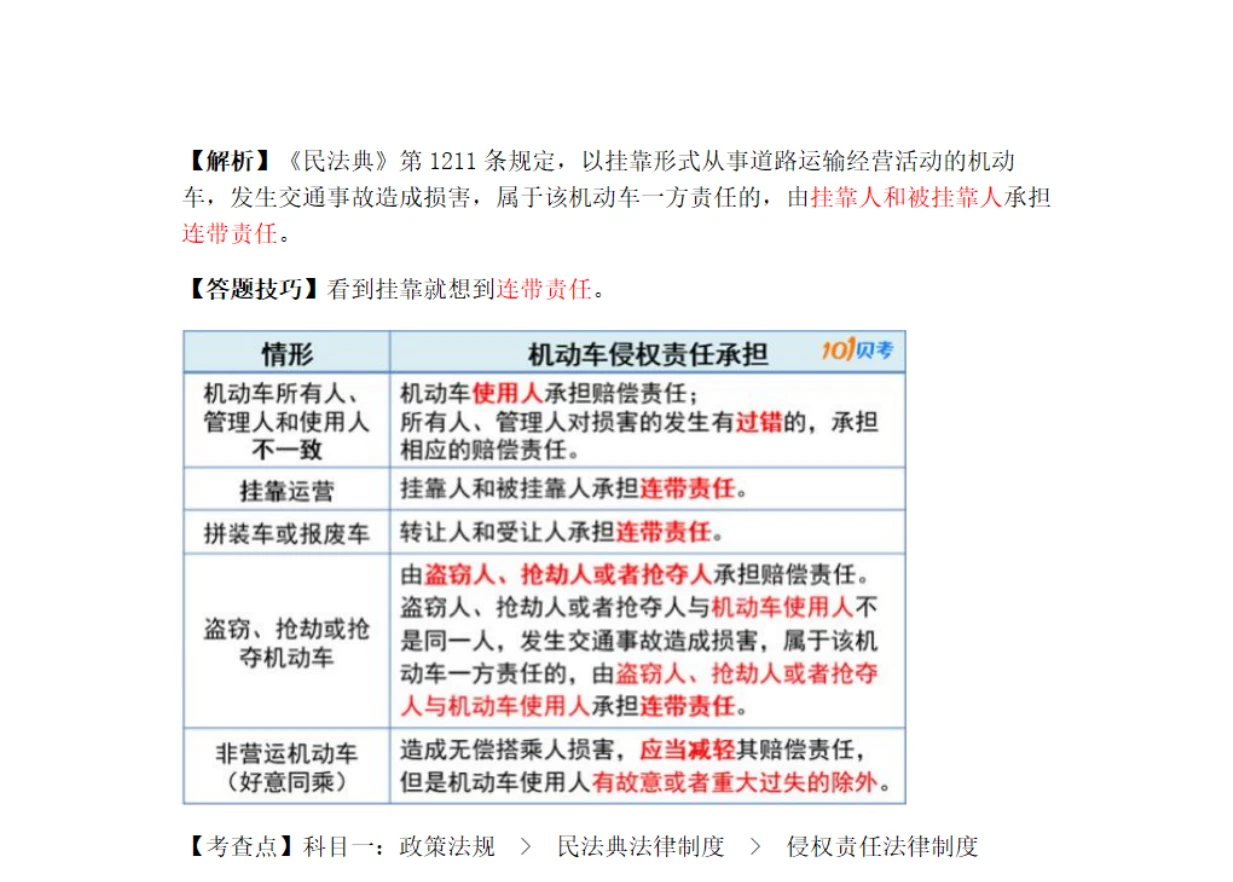 【解析】《民法典》第 1211 条规定，以挂靠形式从事道路运输经营活动的机动
车，发生交通事故造成损害，属于该机动车一方责任的，由挂靠人和被挂靠人承担
连带责任。
【答题技巧】看到挂靠就想到连带责任。
情形
机动车侵权责任承担
101贝考
机动车所有人、
管理人和使用人
不一致
机动车使用人承担赔偿责任；
所有人、管理人对损害的发生有过错的，承担
相应的赔偿责任。
挂靠运营
挂靠人和被挂靠人承担连带责任。
拼装车或报废车
转让人和受让人承担连带责任。
盗窃、抢劫或抢
夺机动车
由盗窃人、抢劫人或者抢夺人承担赔偿责任。
盗窃人、抢劫人或者抢夺人与机动车使用人不
是同一人，发生交通事故造成损害，属于该机
动车一方责任的，由盗窃人、抢劫人或者抢夺
人与机动车使用人承担连带责任。
非营运机动车
（好意同乘）
造成无偿搭乘人损害，应当减轻其赔偿责任，
但是机动车使用人有故意或者重大过失的除外。
【考查点】科目一：政策法规 > 民法典法律制度 > 侵权责任法律制度